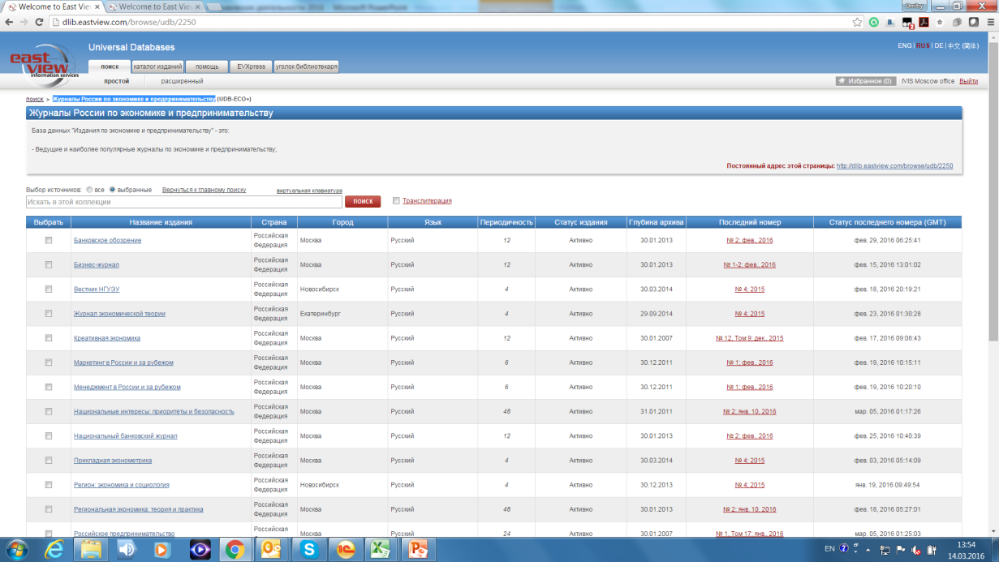 Welcome to East Vie × Welcome to East Vie ×
Dmitry
dlib.eastview.com/browse/udb/2250
east view
information services
Universal Databases
ENG | RUS | DE | 中文 (简体)
поиск каталог изданий помощь EVXpress уголок библиотекаря
простой расширенный
Избранное (0) IVIS Moscow office Выйти
поиск > Журналы России по экономике и предпринимательству (UDB-ECO+)
Журналы России по экономике и предпринимательству
База данных "Издания по экономике и предпринимательству" - это:
- Ведущие и наиболее популярные журналы по экономике и предпринимательству;
Постоянный адрес этой страницы: http://dlib.eastview.com/browse/udb/2250
Выбор источников: все выбранные Вернуться к главному поиску виртуальная клавиатура
Искать в этой коллекции поиск Транслитерация
Выбрать Название издания Страна Город Язык Периодичность Статус издания Глубина архива Последний номер Статус последнего номера (GMT)
Банковское обозрение Российская Федерация Москва Русский 12 Активно 30.01.2013 № 2; фев., 2016 фев. 29, 2016 06:25:41
Бизнес-журнал Российская Федерация Москва Русский 12 Активно 30.01.2013 № 1-2; фев., 2016 фев. 15, 2016 13:01:02
Вестник НГУЭУ Российская Федерация Новосибирск Русский 4 Активно 30.03.2014 № 4; 2015 фев. 18, 2016 20:19:21
Журнал экономической теории Российская Федерация Екатеринбург Русский 4 Активно 29.09.2014 № 4; 2015 фев. 23, 2016 01:30:28
Креативная экономика Российская Федерация Москва Русский 12 Активно 30.01.2007 № 12, Том 9; дек., 2015 фев. 17, 2016 09:08:43
Маркетинг в России и за рубежом Российская Федерация Москва Русский 6 Активно 30.12.2011 № 1; фев., 2016 фев. 19, 2016 10:15:11
Менеджмент в России и за рубежом Российская Федерация Москва Русский 6 Активно 30.12.2011 № 1; фев., 2016 фев. 19, 2016 10:20:10
Национальные интересы: приоритеты и безопасность Российская Федерация Москва Русский 48 Активно 31.01.2011 № 2; янв. 10, 2016 мар. 05, 2016 01:17:26
Национальный банковский журнал Российская Федерация Москва Русский 12 Активно 30.01.2013 № 2; фев., 2016 фев. 25, 2016 10:40:39
Прикладная эконометрика Российская Федерация Москва Русский 4 Активно 30.03.2014 № 4; 2015 фев. 03, 2016 05:14:09
Регион: экономика и социология Российская Федерация Новосибирск Русский 4 Активно 30.12.2013 № 4; 2015 янв. 19, 2016 09:49:54
Региональная экономика: теория и практика Российская Федерация Москва Русский 48 Активно 30.01.2013 № 2; янв. 10, 2016 фев. 18, 2016 05:27:01
Российское предпринимательство Российская Москва Русский 24 Активно 30.01.2007 № 1, Том 17; янв., 2016 мар. 05, 2016 01:25:03
EN 13:54
14.03.2016